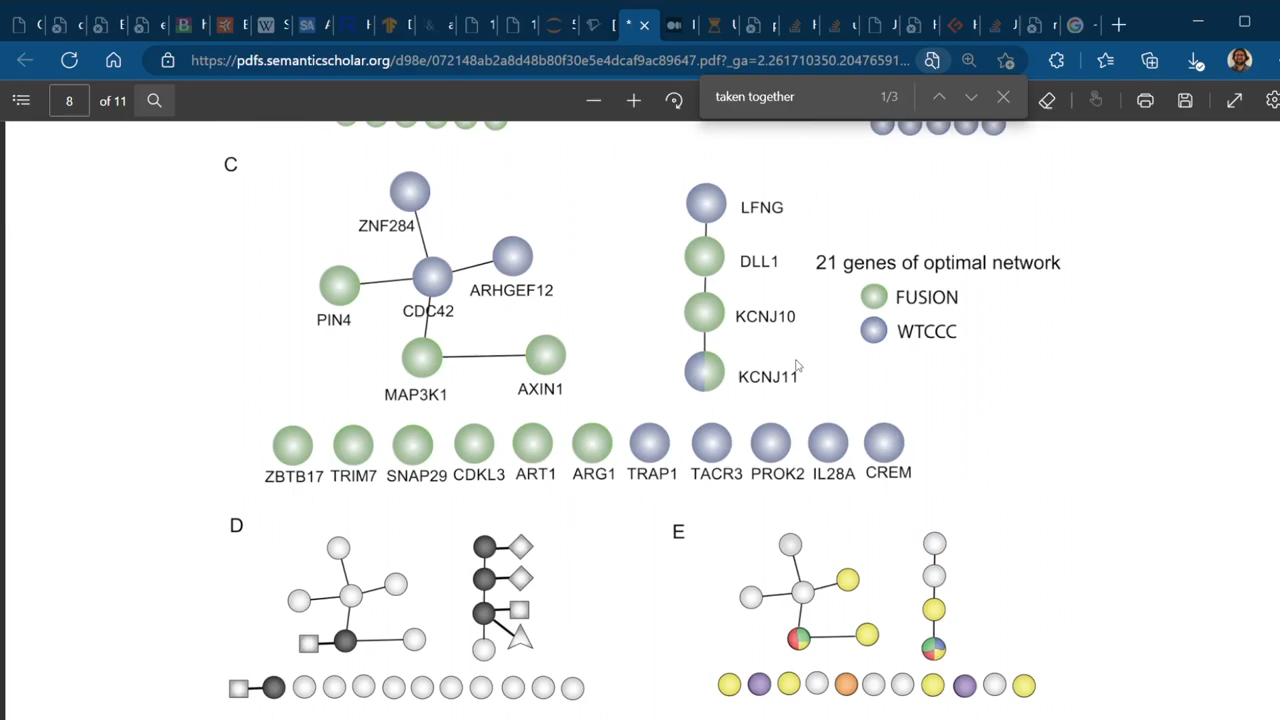 https://pdfs.semanticscholar.org/d98e/072148ab2a8d48b80f30e5e4dcaf9ac89647.pdf?_ga=2.261710350.20476591...
8 of 11
taken together 1/3
C
ZNF284
ARHGEF12
CDC42
PIN4
MAP3K1
AXIN1
LFNG
DLL1
KCNJ10
KCNJ11
21 genes of optimal network
FUSION
WTCCC
ZBTB17 TRIM7 SNAP29 CDKL3 ART1 ARG1 TRAP1 TACR3 PROK2 IL28A CREM
D
E